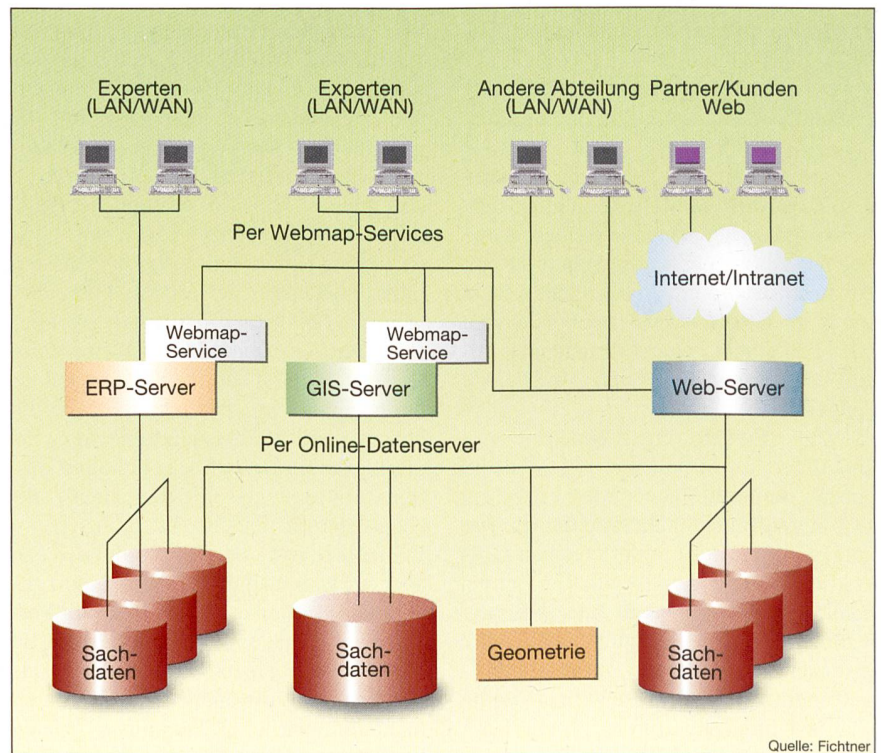 Experten
(LAN/WAN)
Experten
(LAN/WAN)
Andere Abteilung
(LAN/WAN)
Partner/Kunden
Web
Per Webmap-Services
Internet/Intranet
Webmap-
Service
Webmap-
Service
ERP-Server
GIS-Server
Web-Server
Per Online-Datenserver
Sach-
daten
Sach-
daten
Geometrie
Sach-
daten
Quelle: Fichtner